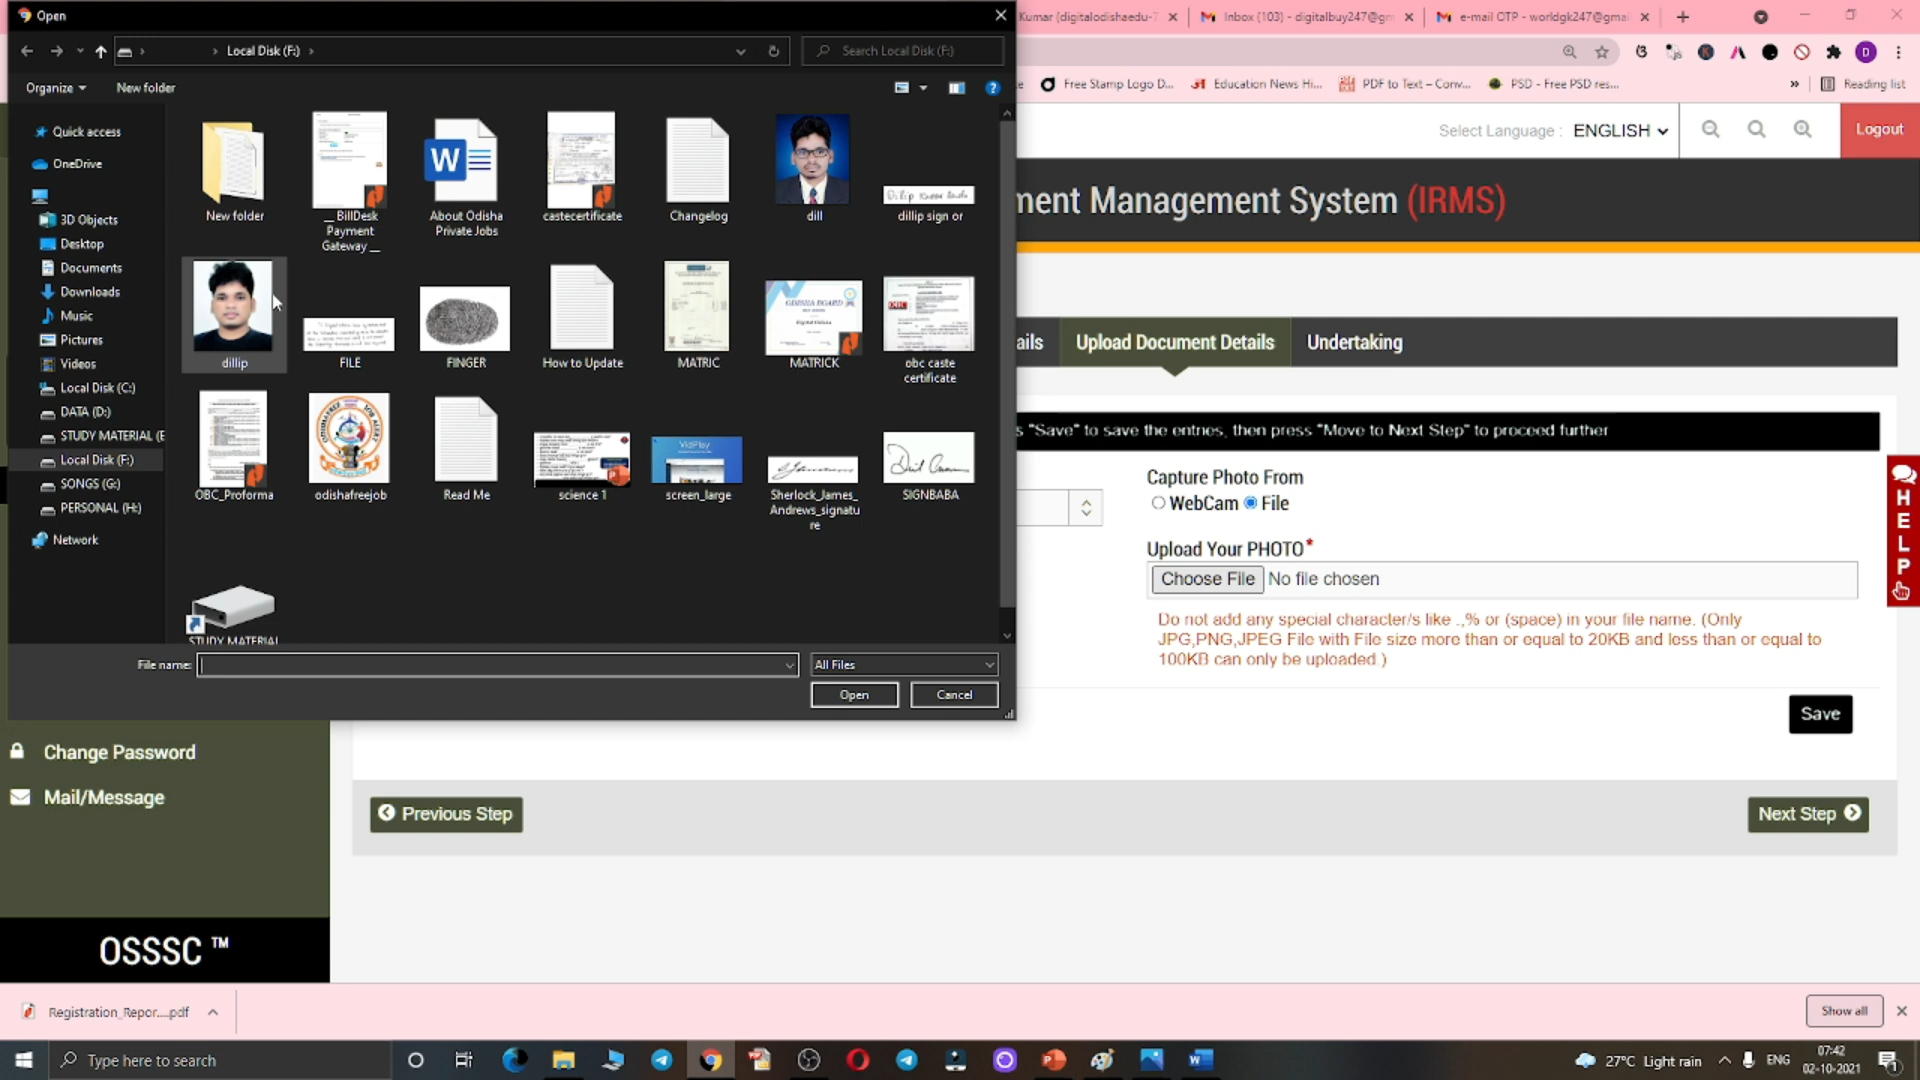 Open
Kumar (digitalodishaedu-
Inbox (103) - digitalbuy247@gm
e-mail OTP - worldgk247@gmai
Local Disk (F:)
Search Local Disk (F:)
Free Stamp Logo D...
Education News Hi...
PDF to Text – Conv...
PSD - Free PSD res...
»
Reading list
Organize
New folder
Select Language :
ENGLISH
Logout
ment Management System (IRMS)
Quick access
OneDrive
3D Objects
Desktop
Documents
Downloads
Music
Pictures
Videos
Local Disk (C:)
DATA (D:)
STUDY MATERIAL (E
Local Disk (F:)
SONGS (G:)
PERSONAL (H:)
Network
New folder
__ BillDesk
Payment
Gateway __
About Odisha
Private Jobs
castecertificate
Changelog
dill
dillip sign or
dillip
FILE
FINGER
How to Update
MATRIC
MATRICK
obc caste
certificate
OBC_Proforma
odishafreejob
Read Me
science 1
screen_large
Sherlock_James_
Andrews_signatu
re
SIGNBABA
STUDY MATERIAL
File name:
All Files
Open
Cancel
ails
Upload Document Details
Undertaking
s "Save" to save the entries, then press "Move to Next Step" to proceed further
Capture Photo From
WebCam
File
Upload Your PHOTO*
Choose File
No file chosen
Do not add any special character/s like .,% or (space) in your file name. (Only
JPG,PNG,JPEG File with File size more than or equal to 20KB and less than or equal to
100KB can only be uploaded )
HELP
Save
Change Password
Mail/Message
Previous Step
Next Step
OSSSC ™
Registration_Repor....pdf
Show all
Type here to search
27°C Light rain
ENG
07:42
02-10-2021